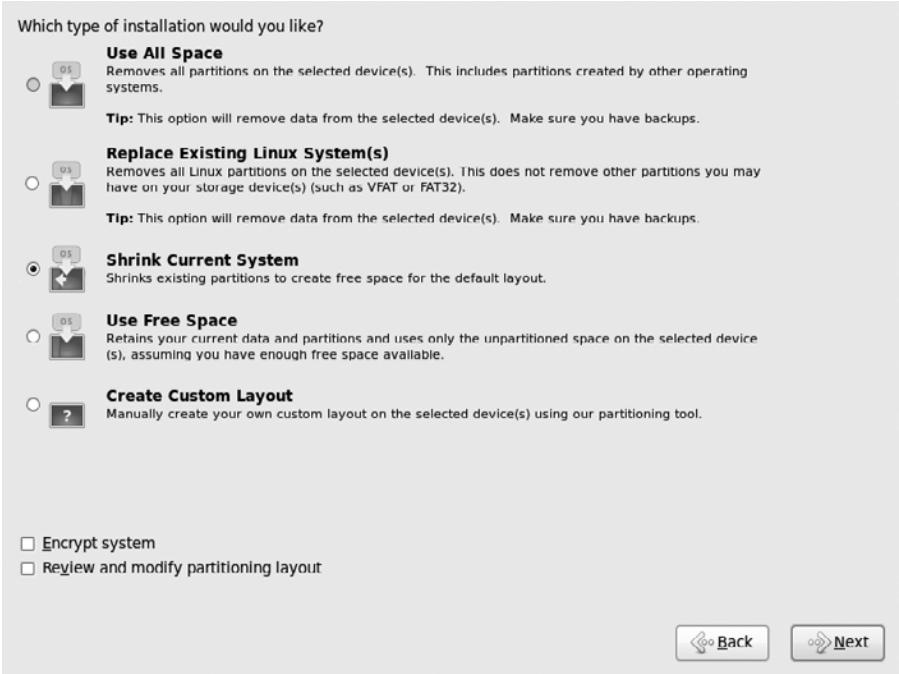 Which type of installation would you like?
OS
Use All Space
Removes all partitions on the selected device(s).  This includes partitions created by other operating
systems.
Tip: This option will remove data from the selected device(s).  Make sure you have backups.
OS
Replace Existing Linux System(s)
Removes all Linux partitions on the selected device(s). This does not remove other partitions you may
have on your storage device(s) (such as VFAT or FAT32).
Tip: This option will remove data from the selected device(s).  Make sure you have backups.
OS
Shrink Current System
Shrinks existing partitions to create free space for the default layout.
OS
Use Free Space
Retains your current data and partitions and uses only the unpartitioned space on the selected device
(s), assuming you have enough free space available.
?
Create Custom Layout
Manually create your own custom layout on the selected device(s) using our partitioning tool.
Encrypt system
Review and modify partitioning layout
Back
Next